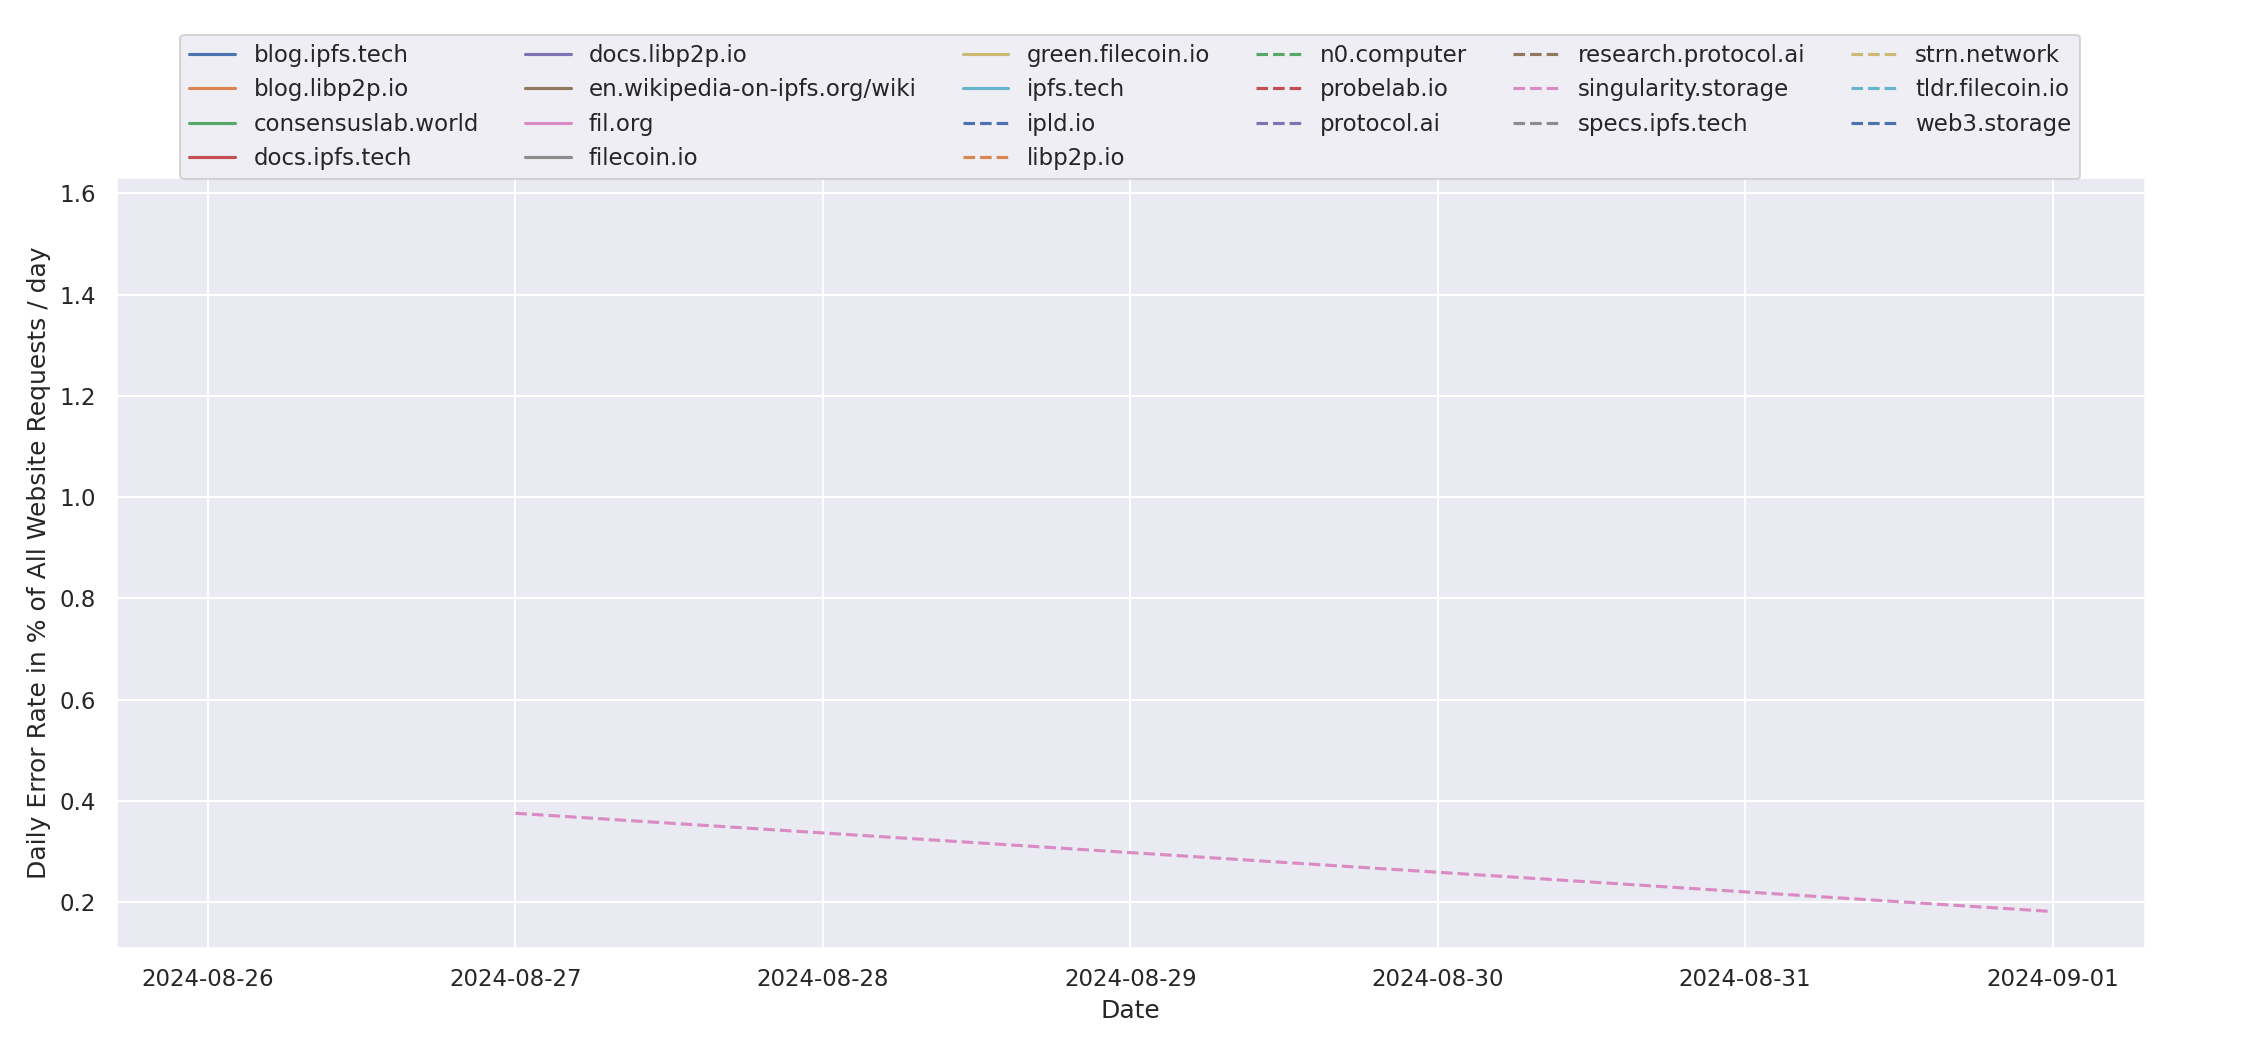 blog.ipfs.tech
blog.libp2p.io
consensuslab.world
docs.ipfs.tech
docs.libp2p.io
en.wikipedia-on-ipfs.org/wiki
fil.org
filecoin.io
green.filecoin.io
ipfs.tech
ipld.io
libp2p.io
n0.computer
probelab.io
protocol.ai
research.protocol.ai
singularity.storage
specs.ipfs.tech
strn.network
tldr.filecoin.io
web3.storage
Daily Error Rate in % of All Website Requests / day
1.6
1.4
1.2
1.0
0.8
0.6
0.4
0.2
2024-08-26 2024-08-27 2024-08-28 2024-08-29 2024-08-30 2024-08-31 2024-09-01
Date